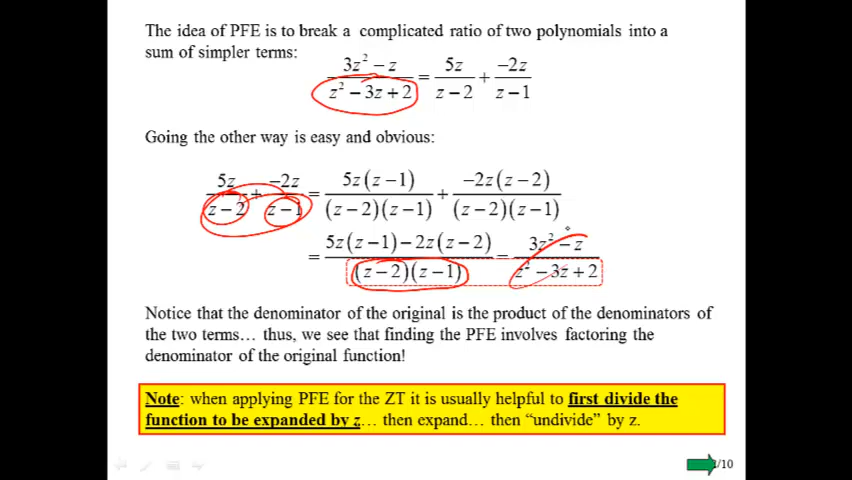 The idea of PFE is to break a complicated ratio of two polynomials into a
sum of simpler terms:
(3z² − z)/(z² − 3z + 2) = 5z/(z − 2) + −2z/(z − 1)
Going the other way is easy and obvious:
5z/(z − 2) + −2z/(z − 1) = 5z(z − 1)/((z − 2)(z − 1)) + −2z(z − 2)/((z − 2)(z − 1))
= (5z(z − 1) − 2z(z − 2))/((z − 2)(z − 1)) = (3z² − z)/(z² − 3z + 2)
Notice that the denominator of the original is the product of the denominators of
the two terms… thus, we see that finding the PFE involves factoring the
denominator of the original function!
Note: when applying PFE for the ZT it is usually helpful to first divide the
function to be expanded by z… then expand… then “undivide” by z.
/10